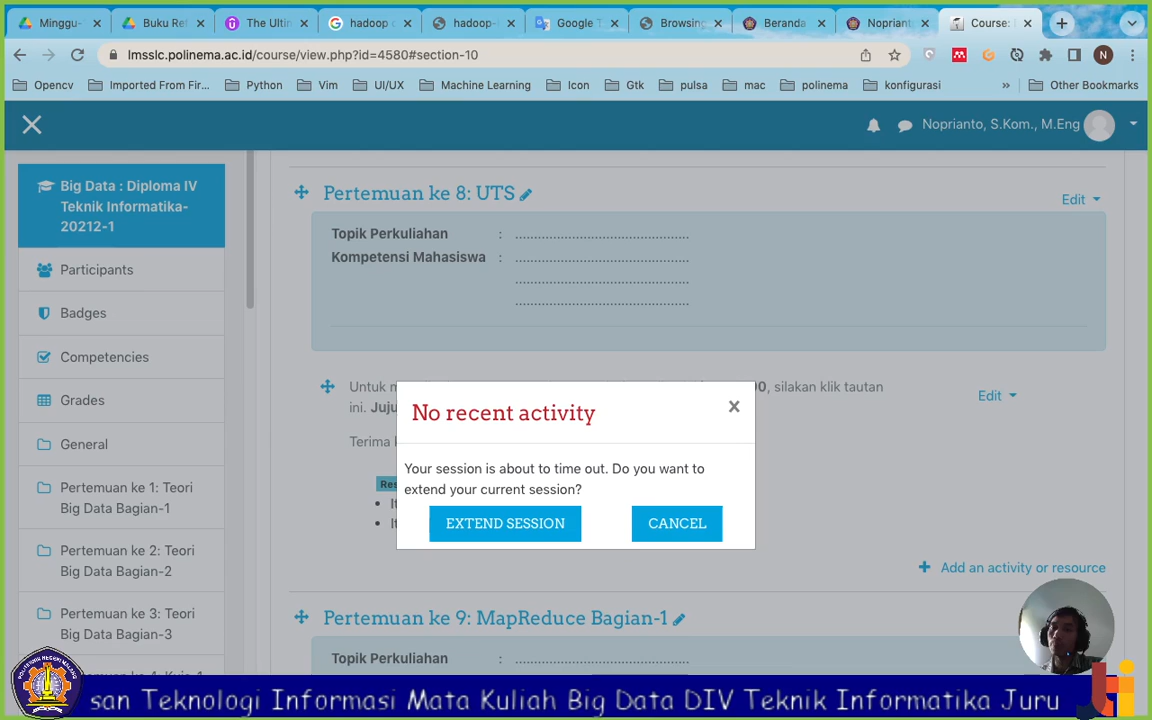 Minggu-
Buku Ref
The Ultin
hadoop c
hadoop-
Google T
Browsing
Beranda
Nopriant
Course:
lmsslc.polinema.ac.id/course/view.php?id=4580#section-10
N
Opencv
Imported From Fir...
Python
Vim
UI/UX
Machine Learning
Icon
Gtk
pulsa
mac
polinema
konfigurasi
»
Other Bookmarks
Noprianto, S.Kom., M.Eng
Big Data : Diploma IV
Teknik Informatika-
20212-1
Participants
Badges
Competencies
Grades
General
Pertemuan ke 1: Teori
Big Data Bagian-1
Pertemuan ke 2: Teori
Big Data Bagian-2
Pertemuan ke 3: Teori
Big Data Bagian-3
Pertemuan ke 8: UTS
Edit
Topik Perkuliahan : ..............................................
Kompetensi Mahasiswa : ..............................................
..............................................
..............................................
Untuk 00, silakan klik tautan
ini. Juju
Edit
Terima
Res
No recent activity
Your session is about to time out. Do you want to
extend your current session?
EXTEND SESSION
CANCEL
Add an activity or resource
Pertemuan ke 9: MapReduce Bagian-1
Topik Perkuliahan : ..............................................
san Teknologi Informasi Mata Kuliah Big Data DIV Teknik Informatika Juru